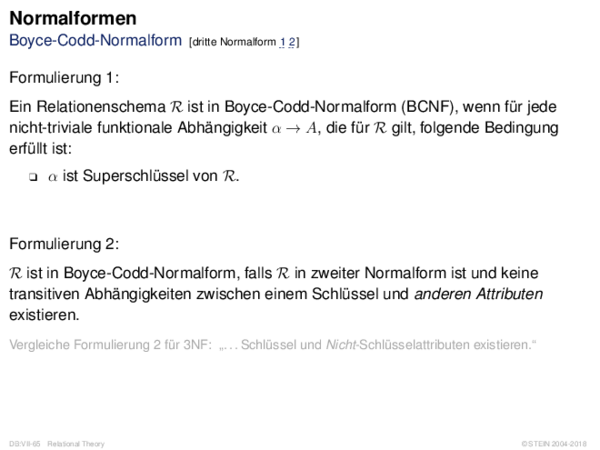 Normalformen
Boyce-Codd-Normalform [dritte Normalform 1 2]
Formulierung 1:
Ein Relationenschema ℛ ist in Boyce-Codd-Normalform (BCNF), wenn für jede
nicht-triviale funktionale Abhängigkeit α → A, die für ℛ gilt, folgende Bedingung
erfüllt ist:
❑ α ist Superschlüssel von ℛ.
Formulierung 2:
ℛ ist in Boyce-Codd-Normalform, falls ℛ in zweiter Normalform ist und keine
transitiven Abhängigkeiten zwischen einem Schlüssel und anderen Attributen
existieren.
Vergleiche Formulierung 2 für 3NF: „. . . Schlüssel und Nicht-Schlüsselattributen existieren.“
DB:VII-65 Relational Theory
© STEIN 2004-2018